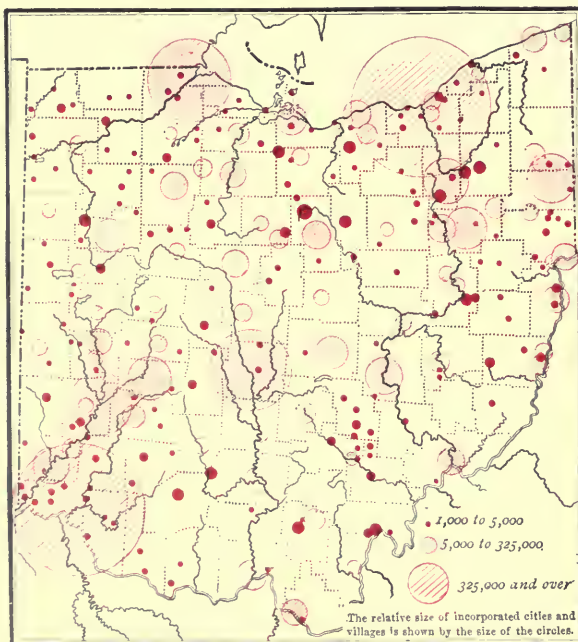 1,000 to 5,000
5,000 to 325,000
325,000 and over
The relative size of incorporated cities and
villages is shown by the size of the circles.